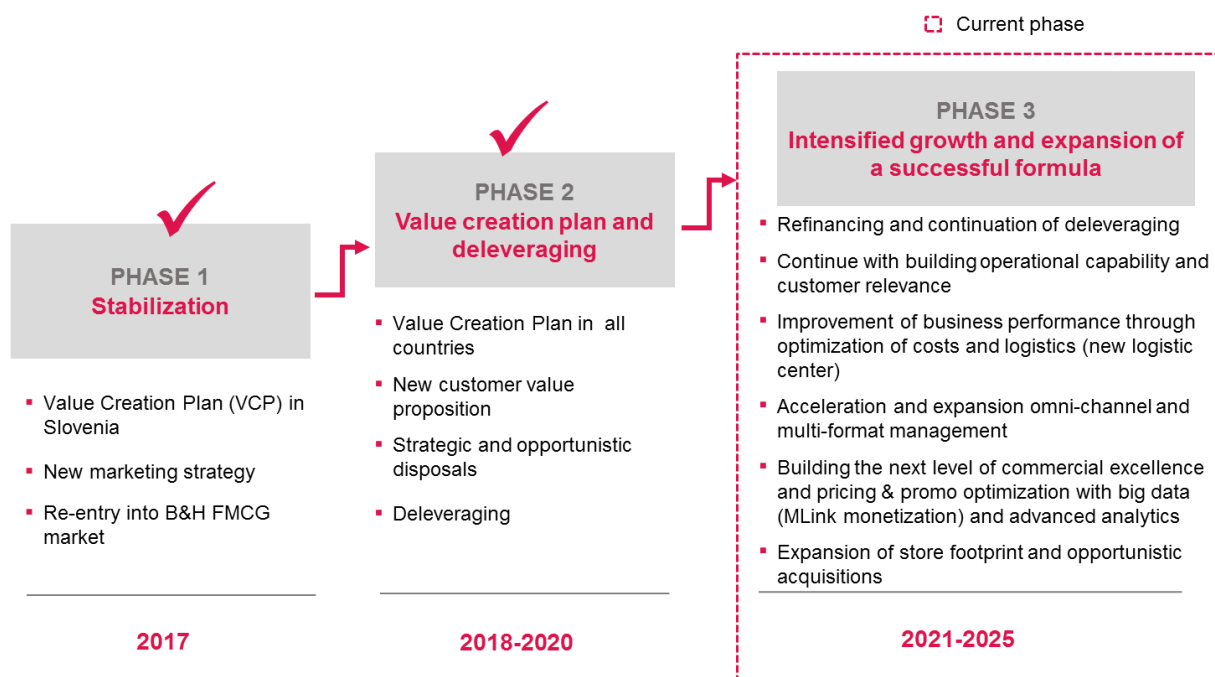 Current phase
PHASE 1
Stabilization
▪ Value Creation Plan (VCP) in
Slovenia
▪ New marketing strategy
▪ Re-entry into B&H FMCG
market
2017
PHASE 2
Value creation plan and
deleveraging
▪ Value Creation Plan in all
countries
▪ New customer value
proposition
▪ Strategic and opportunistic
disposals
▪ Deleveraging
2018-2020
PHASE 3
Intensified growth and expansion of
a successful formula
▪ Refinancing and continuation of deleveraging
▪ Continue with building operational capability and
customer relevance
▪ Improvement of business performance through
optimization of costs and logistics (new logistic
center)
▪ Acceleration and expansion omni-channel and
multi-format management
▪ Building the next level of commercial excellence
and pricing & promo optimization with big data
(MLink monetization) and advanced analytics
▪ Expansion of store footprint and opportunistic
acquisitions
2021-2025